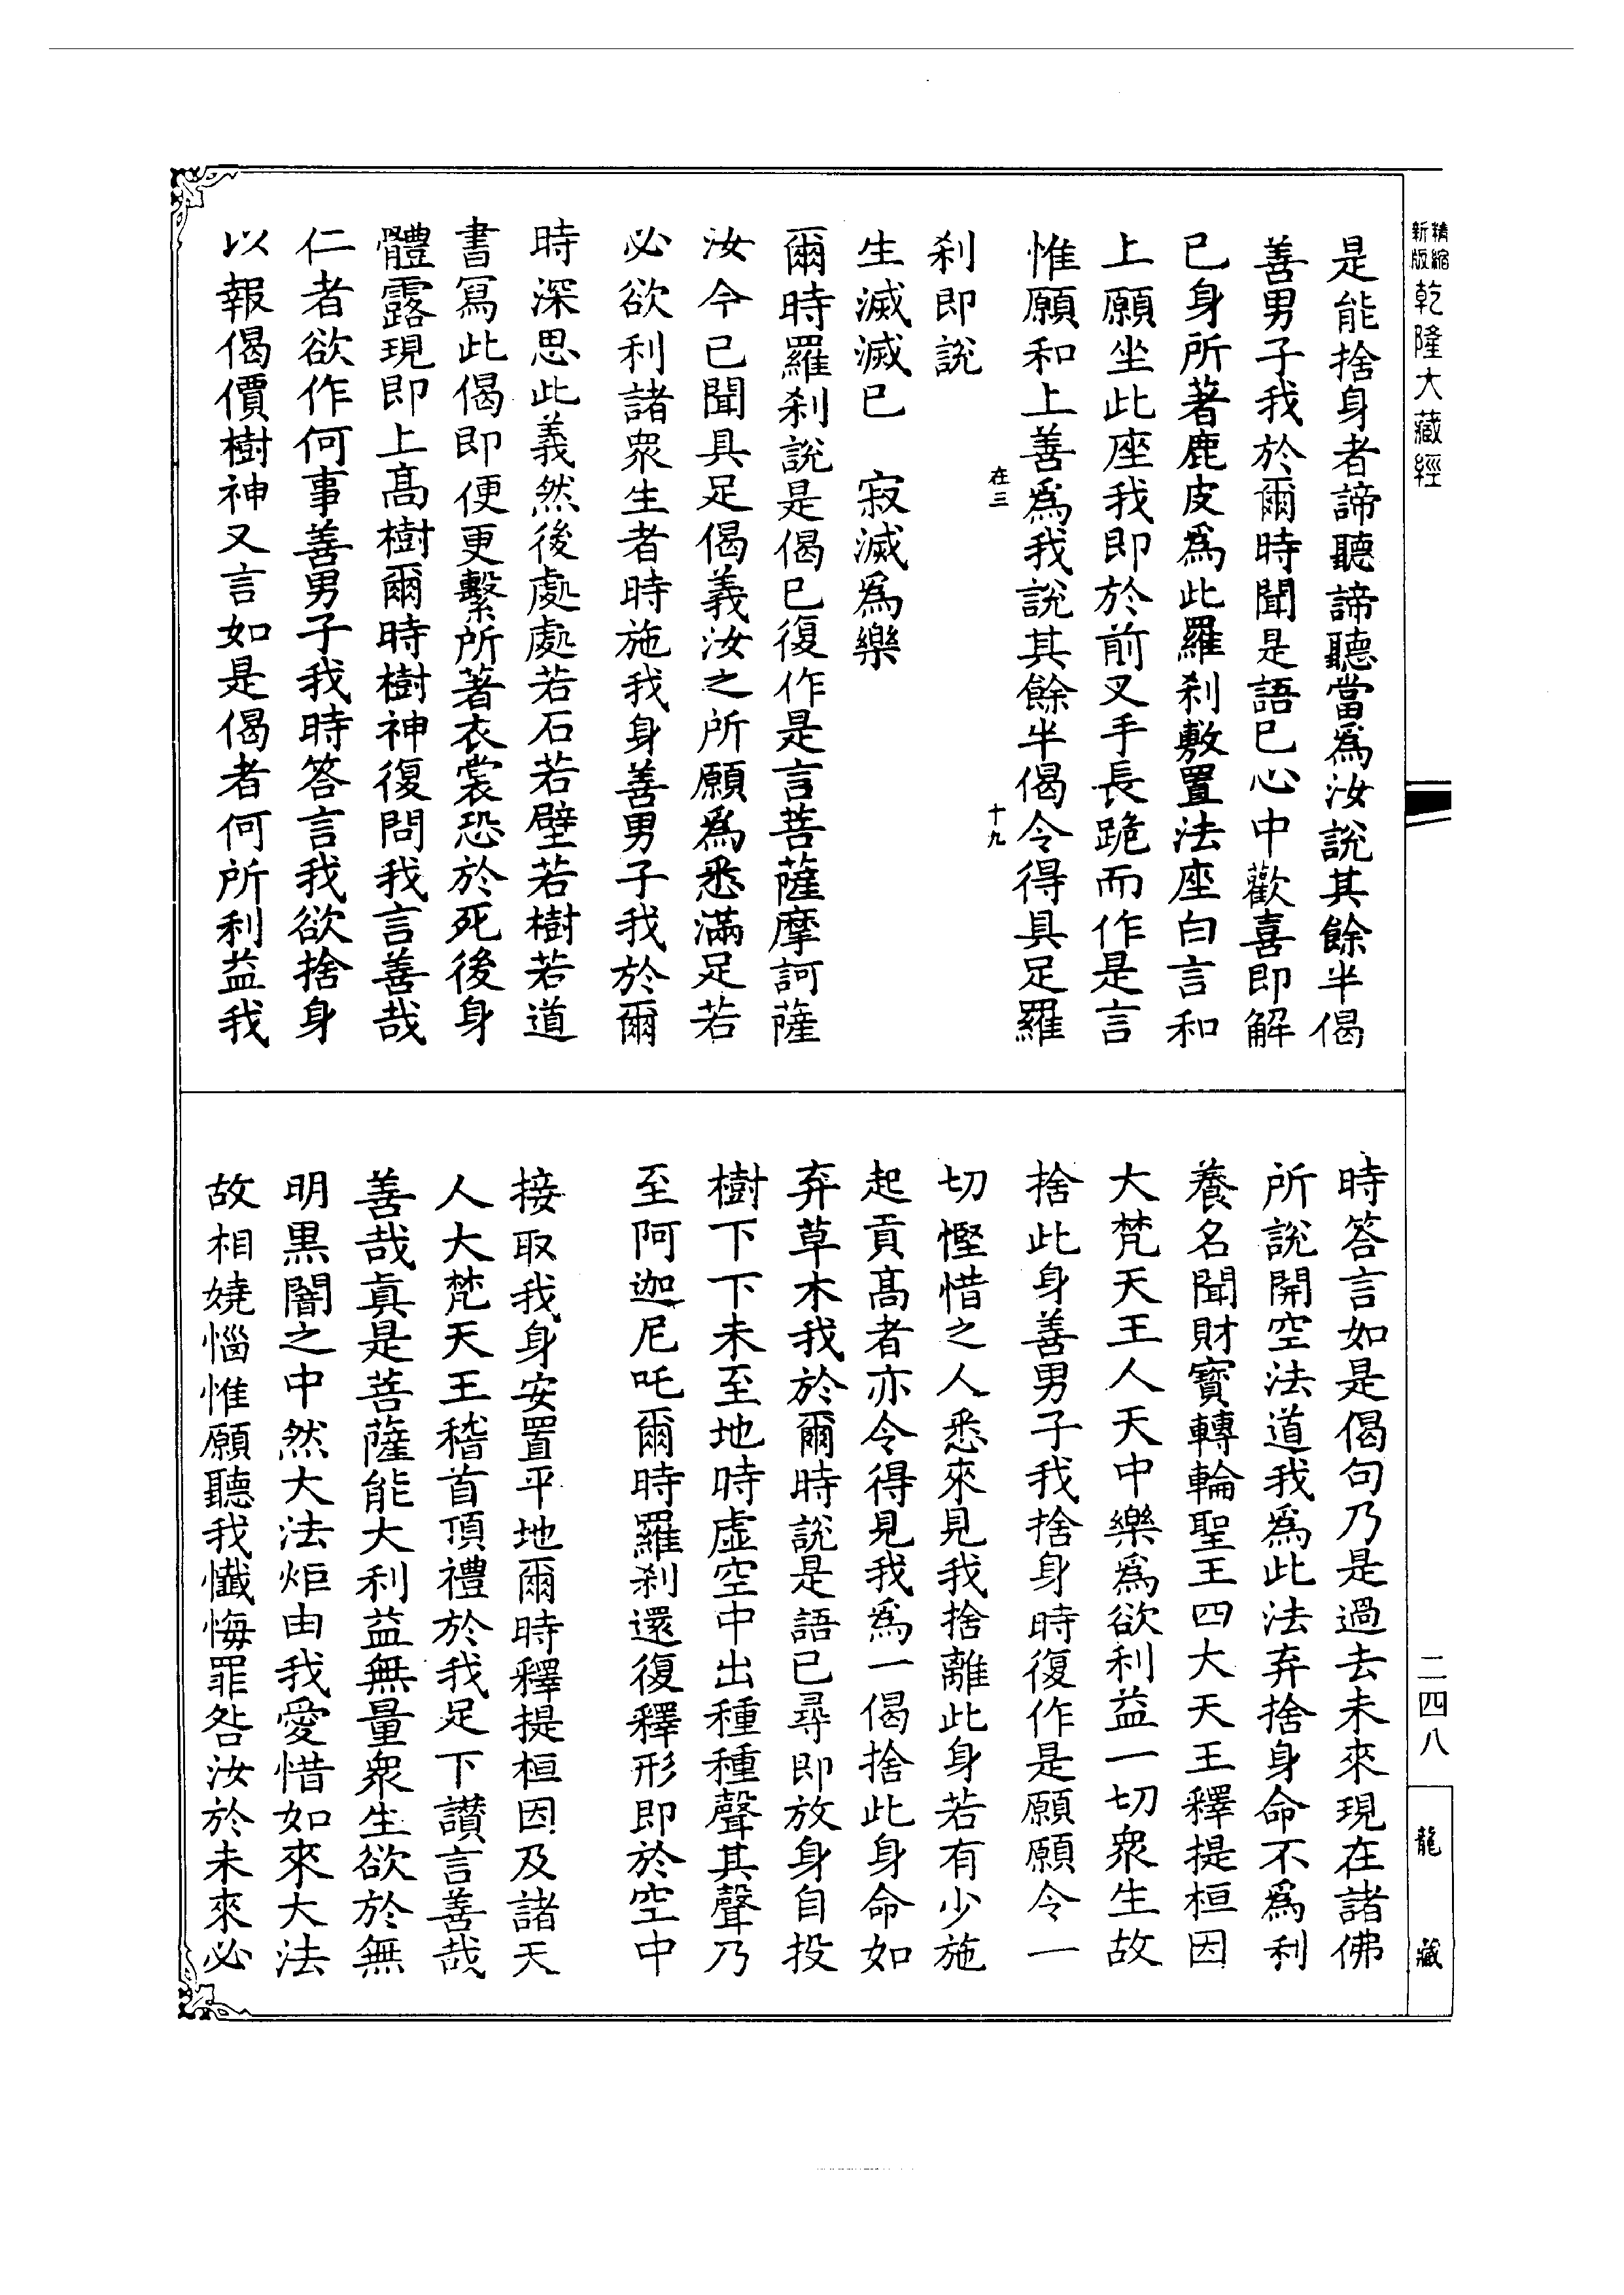 精縮新版乾隆大藏經
是能捨身者諦聽諦聽當爲汝說其餘半偈
善男子我於爾時聞是語已心中歡喜即解
已身所著鹿皮爲此羅刹敷置法座白言和
上願坐此座我即於前叉手長跪而作是言
惟願和上善爲我說其餘半偈令得具足羅
在三 十九
刹即說
生滅滅已 寂滅爲樂
爾時羅刹說是偈已復作是言菩薩摩訶薩
汝今已聞具足偈義汝之所願爲悉滿足若
必欲利諸衆生者時施我身善男子我於爾
時深思此義然後處處若石若壁若樹若道
書寫此偈即便更繫所著衣裳恐於死後身
體露現即上高樹爾時樹神復問我言善哉
仁者欲作何事善男子我時答言我欲捨身
以報偈價樹神又言如是偈者何所利益我
時答言如是偈句乃是過去未來現在諸佛
所說開空法道我爲此法弃捨身命不爲利
養名聞財寶轉輪聖王四大天王釋提桓因
大梵天王人天中樂爲欲利益一切衆生故
捨此身善男子我捨身時復作是願願令一
切慳惜之人悉來見我捨離此身若有少施
起貢高者亦令得見我爲一偈捨此身命如
弃草木我於爾時說是語已尋即放身自投
樹下下未至地時虛空中出種種聲其聲乃
至阿迦尼吒爾時羅刹還復釋形即於空中
接取我身安置平地爾時釋提桓因及諸天
人大梵天王稽首頂禮於我足下讃言善哉
善哉眞是菩薩能大利益無量衆生欲於無
明黑闇之中然大法炬由我愛惜如來大法
故相嬈惱惟願聽我懺悔罪咎汝於未來必
二四八
龍藏